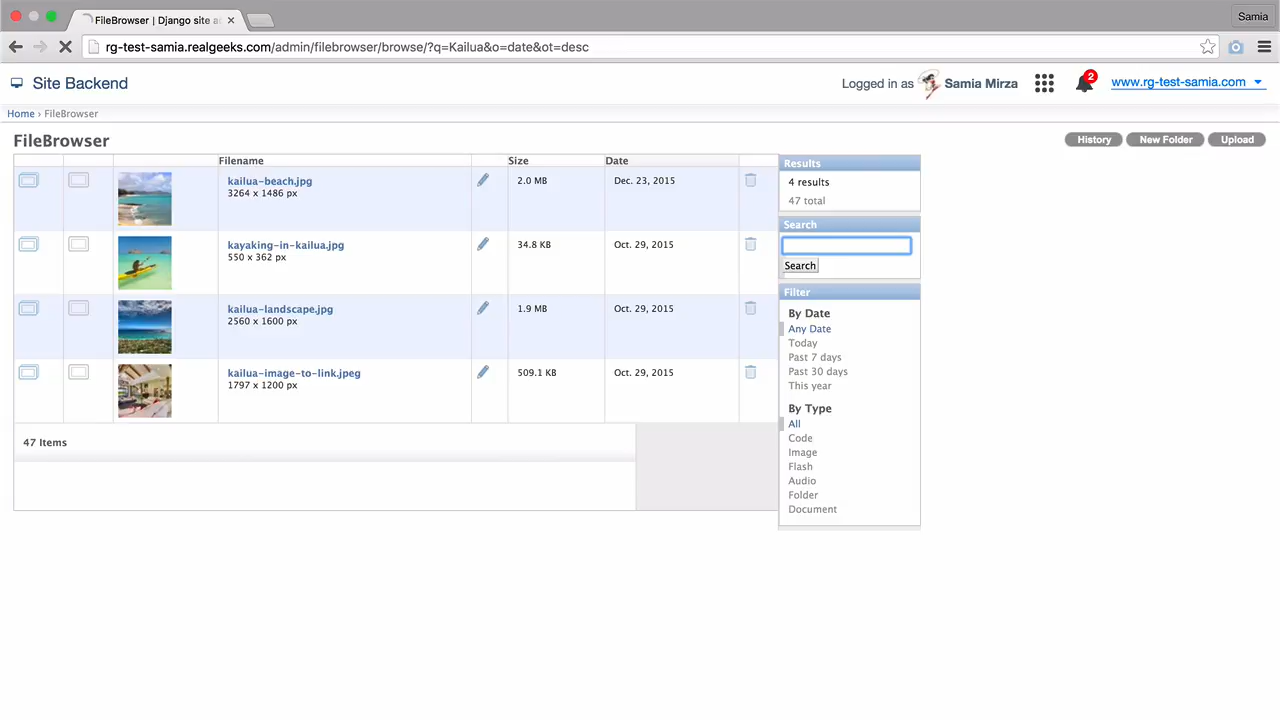 FileBrowser | Django site a
Samia
rg-test-samia.realgeeks.com/admin/filebrowser/browse/?q=Kailua&o=date&ot=desc
Site Backend
Logged in as Samia Mirza
2
www.rg-test-samia.com
Home › FileBrowser
FileBrowser
History New Folder Upload
Filename Size Date
kailua-beach.jpg 2.0 MB Dec. 23, 2015
3264 x 1486 px
kayaking-in-kailua.jpg 34.8 KB Oct. 29, 2015
550 x 362 px
kailua-landscape.jpg 1.9 MB Oct. 29, 2015
2560 x 1600 px
kailua-image-to-link.jpeg 509.1 KB Oct. 29, 2015
1797 x 1200 px
47 Items
Results
4 results
47 total
Search
Search
Filter
By Date
Any Date
Today
Past 7 days
Past 30 days
This year
By Type
All
Code
Image
Flash
Audio
Folder
Document